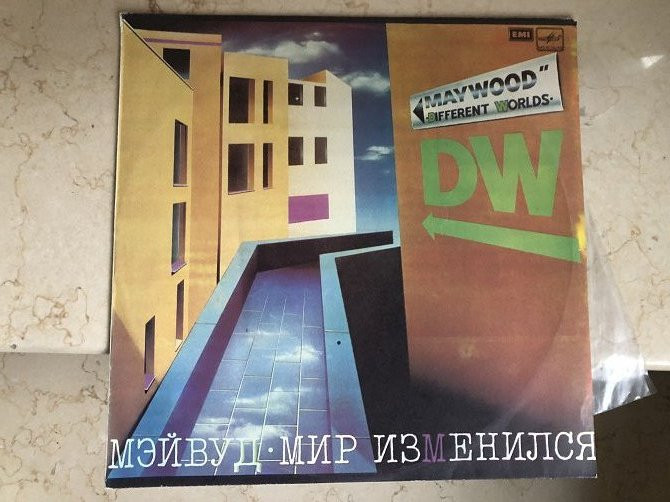 EMI
"MAYWOOD"
·DIFFERENT WORLDS·
DW
МЭЙВУД · МИР ИЗМЕНИЛСЯ